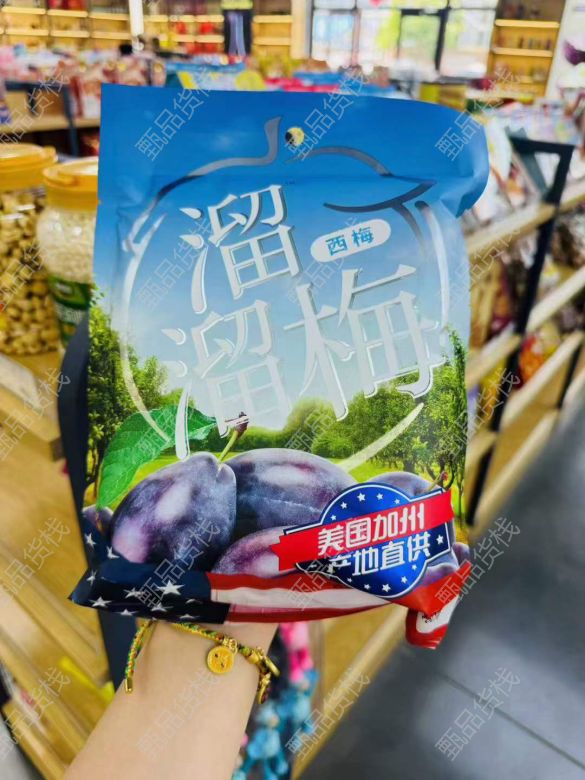 溜
西梅
溜梅
美国加州
产地直供
甄品货栈